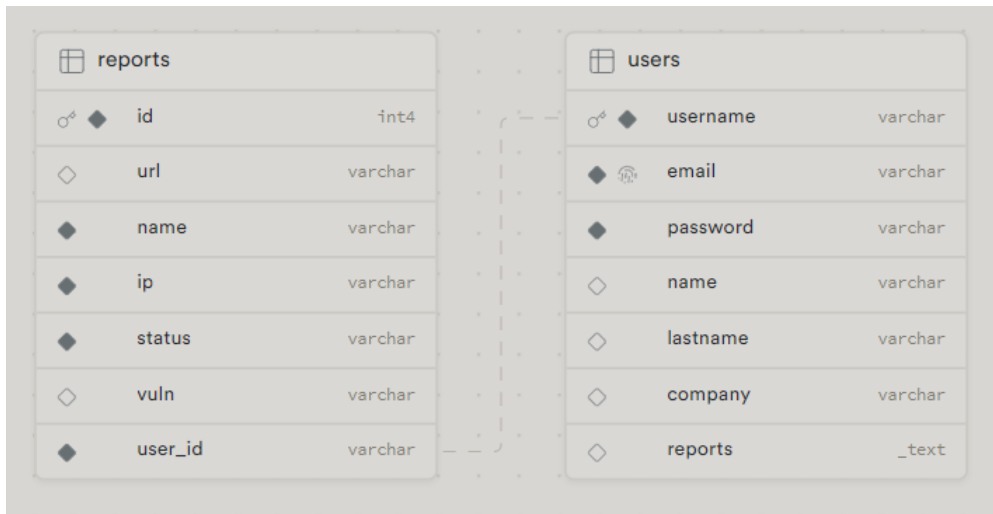 reports
id int4
url varchar
name varchar
ip varchar
status varchar
vuln varchar
user_id varchar
users
username varchar
email varchar
password varchar
name varchar
lastname varchar
company varchar
reports _text